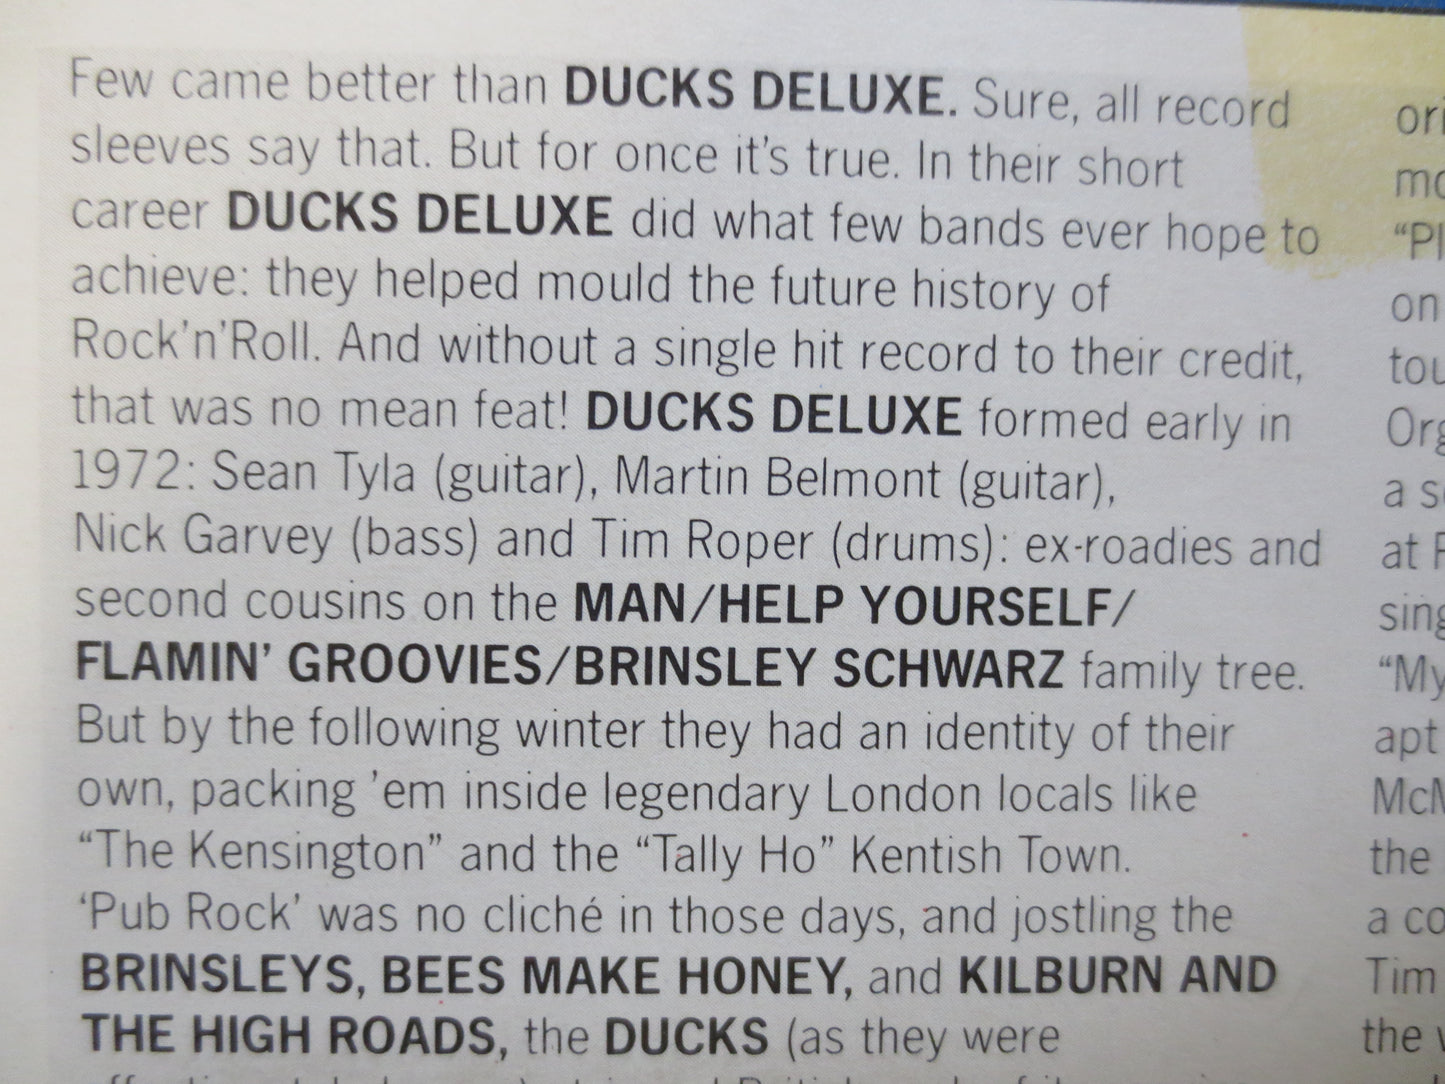 Few came better than DUCKS DELUXE. Sure, all record
sleeves say that. But for once it's true. In their short
career DUCKS DELUXE did what few bands ever hope to
achieve: they helped mould the future history of
Rock'n'Roll. And without a single hit record to their credit,
that was no mean feat! DUCKS DELUXE formed early in
1972: Sean Tyla (guitar), Martin Belmont (guitar),
Nick Garvey (bass) and Tim Roper (drums): ex-roadies and
second cousins on the MAN/HELP YOURSELF/
FLAMIN' GROOVIES/BRINSLEY SCHWARZ family tree.
But by the following winter they had an identity of their
own, packing 'em inside legendary London locals like
“The Kensington” and the “Tally Ho” Kentish Town.
‘Pub Rock’ was no cliché in those days, and jostling the
BRINSLEYS, BEES MAKE HONEY, and KILBURN AND
THE HIGH ROADS, the DUCKS (as they were
on
a
at
“My
apt
the
a
Tim
the